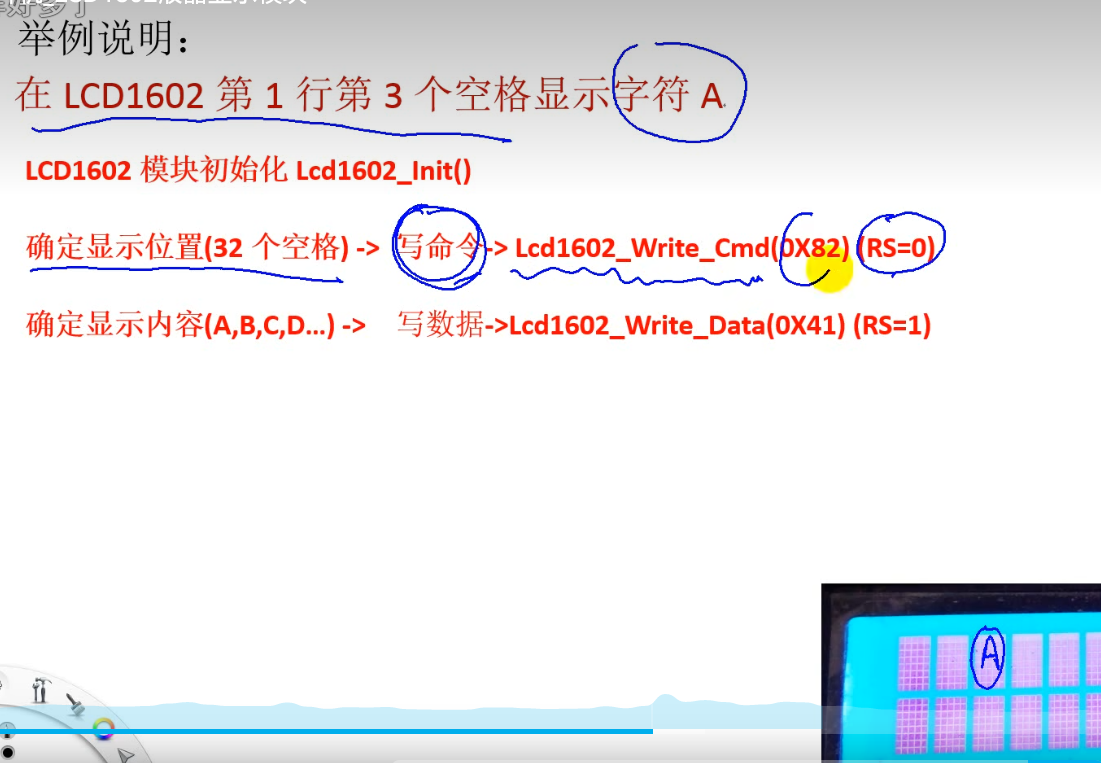 举例说明：
在 LCD1602 第 1 行第 3 个空格显示字符 A.
LCD1602 模块初始化 Lcd1602_Init()
确定显示位置(32 个空格) -> 写命令-> Lcd1602_Write_Cmd(0X82) (RS=0)
确定显示内容(A,B,C,D...) -> 写数据->Lcd1602_Write_Data(0X41) (RS=1)
A